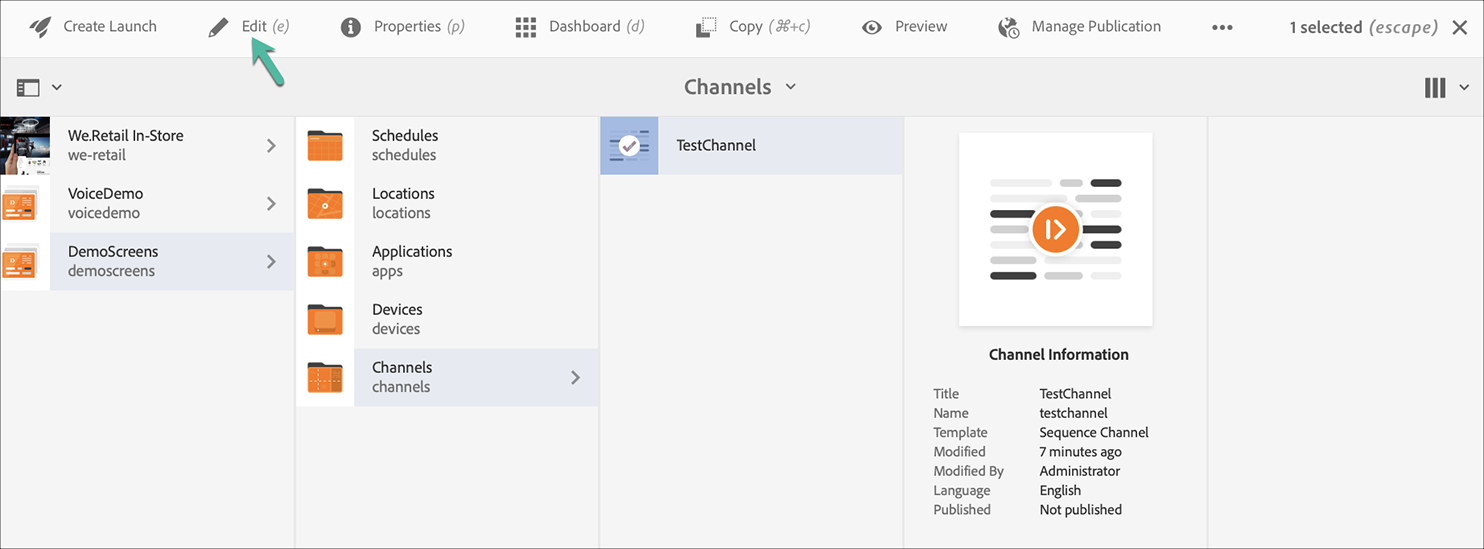 Create Launch
Edit (e)
Properties (p)
Dashboard (d)
Copy (⌘+c)
Preview
Manage Publication
1 selected (escape)
Channels
We.Retail In-Store
we-retail
VoiceDemo
voicedemo
DemoScreens
demoscreens
Schedules
schedules
Locations
locations
Applications
apps
Devices
devices
Channels
channels
TestChannel
Channel Information
Title TestChannel
Name testchannel
Template Sequence Channel
Modified 7 minutes ago
Modified By Administrator
Language English
Published Not published